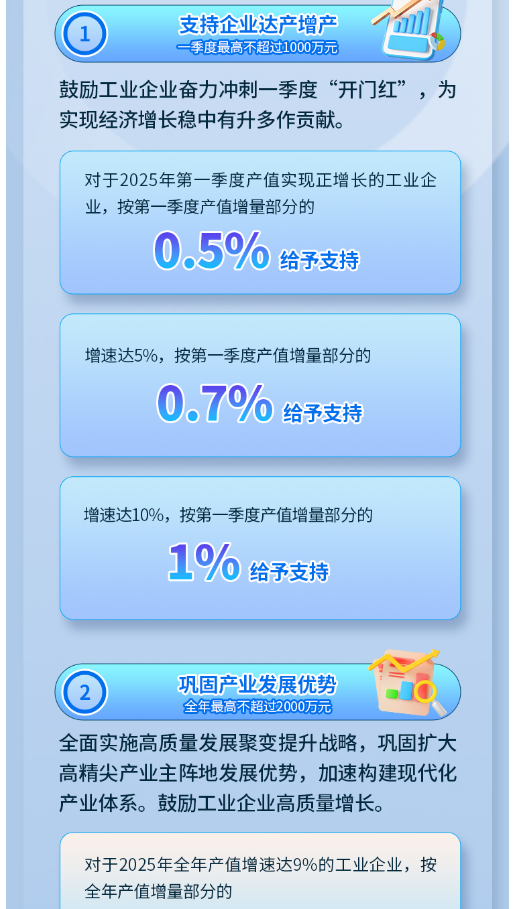 1
支持企业达产增产
一季度最高不超过1000万元
鼓励工业企业奋力冲刺一季度“开门红”，为
实现经济增长稳中有升多作贡献。
对于2025年第一季度产值实现正增长的工业企
业，按第一季度产值增量部分的
0.5% 给予支持
增速达5%，按第一季度产值增量部分的
0.7% 给予支持
增速达10%，按第一季度产值增量部分的
1% 给予支持
2
巩固产业发展优势
全年最高不超过2000万元
全面实施高质量发展聚变提升战略，巩固扩大
高精尖产业主阵地发展优势，加速构建现代化
产业体系。鼓励工业企业高质量增长。
对于2025年全年产值增速达9%的工业企业，按
全年产值增量部分的